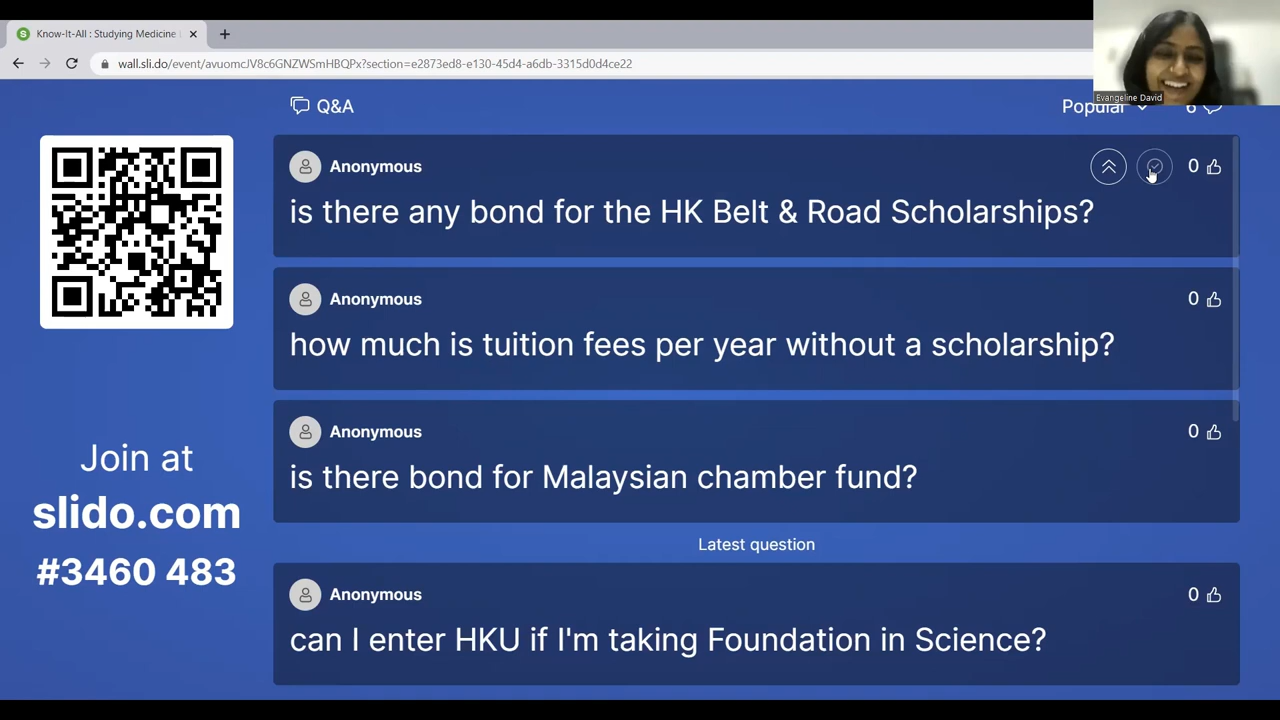 Know-It-All : Studying Medicine
wall.sli.do/event/avuomcJV8c6GNZWSmHBQPx?section=e2873ed8-e130-45d4-a6db-3315d0d4ce22
Evangeline David
Q&A
Popular
6
Anonymous
0
is there any bond for the HK Belt & Road Scholarships?
Anonymous
0
how much is tuition fees per year without a scholarship?
Anonymous
0
is there bond for Malaysian chamber fund?
Join at
slido.com
#3460 483
Latest question
Anonymous
0
can I enter HKU if I'm taking Foundation in Science?